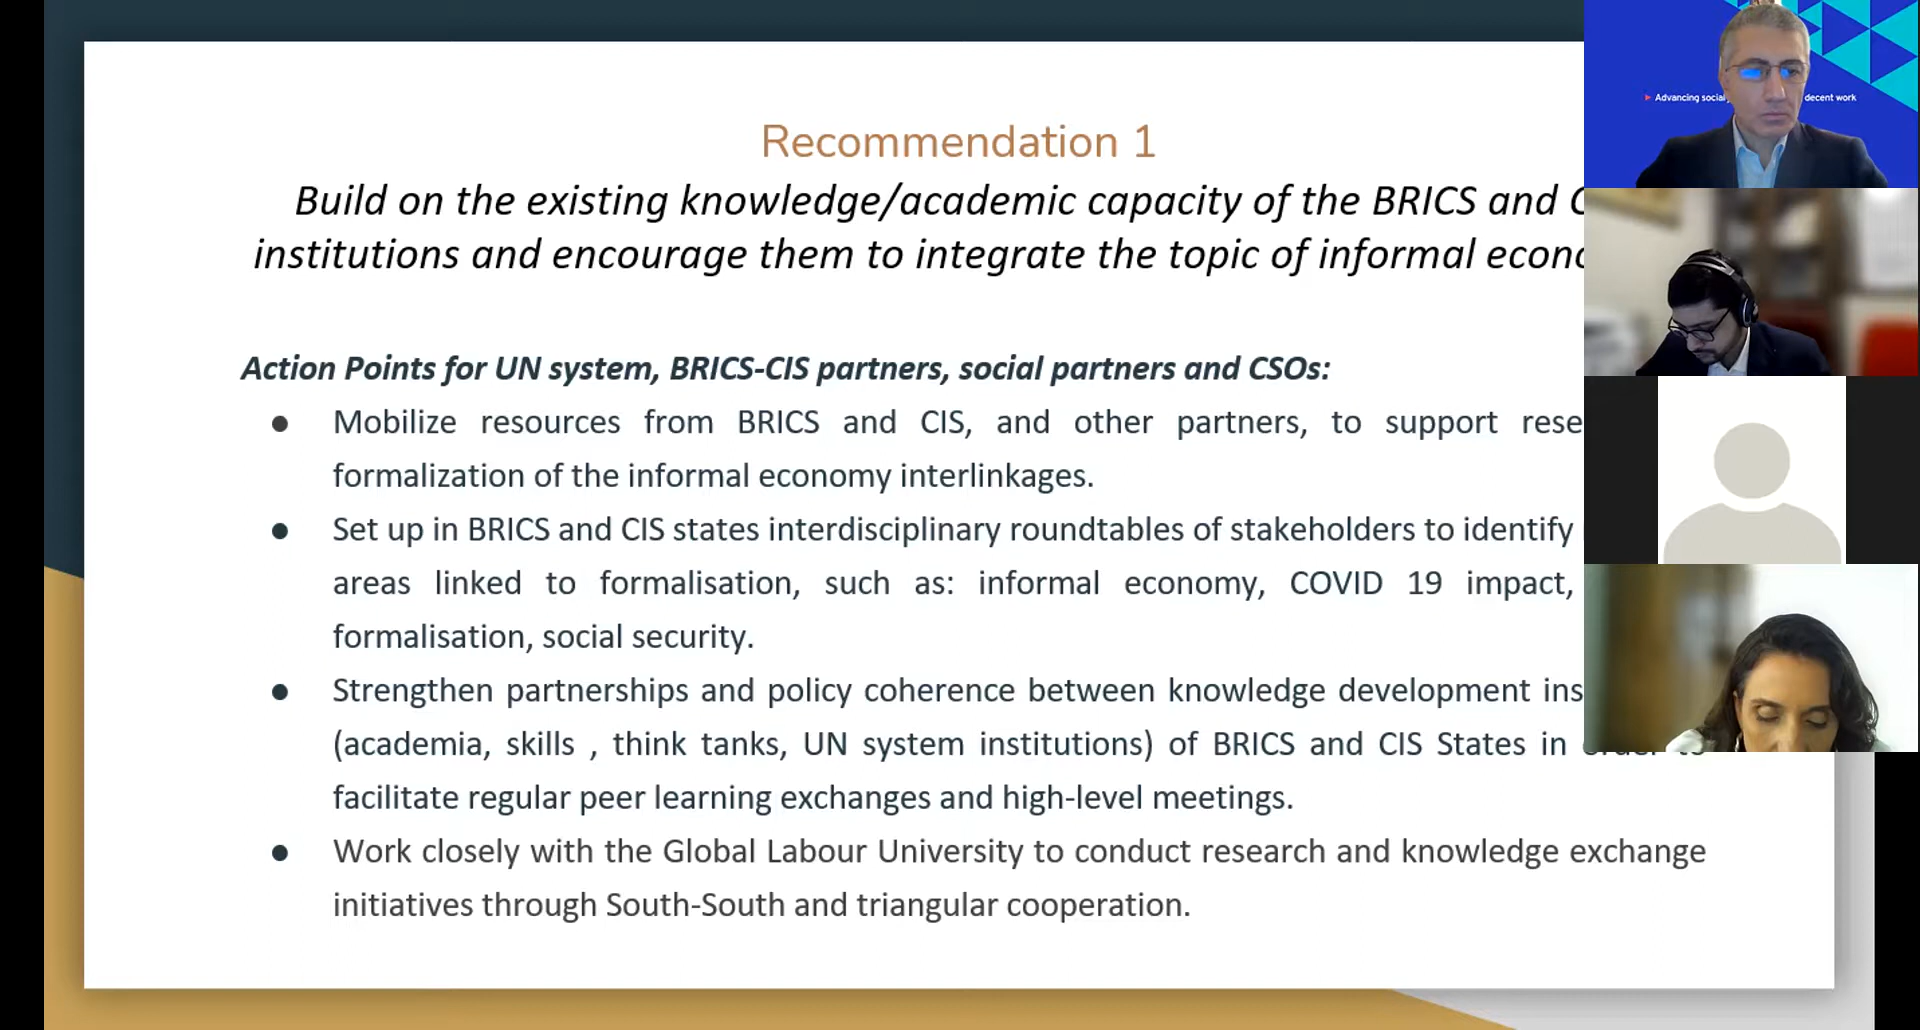 Recommendation 1
Build on the existing knowledge/academic capacity of the BRICS and
institutions and encourage them to integrate the topic of informal
Action Points for UN system, BRICS-CIS partners, social partners and CSOs:
● Mobilize resources from BRICS and CIS, and other partners, to support
formalization of the informal economy interlinkages.
● Set up in BRICS and CIS states interdisciplinary roundtables of stakeholders to identify
areas linked to formalisation, such as: informal economy, COVID 19 impact,
formalisation, social security.
● Strengthen partnerships and policy coherence between knowledge development
(academia, skills , think tanks, UN system institutions) of BRICS and CIS States in
facilitate regular peer learning exchanges and high-level meetings.
● Work closely with the Global Labour University to conduct research and knowledge exchange
initiatives through South-South and triangular cooperation.
Advancing social decent work